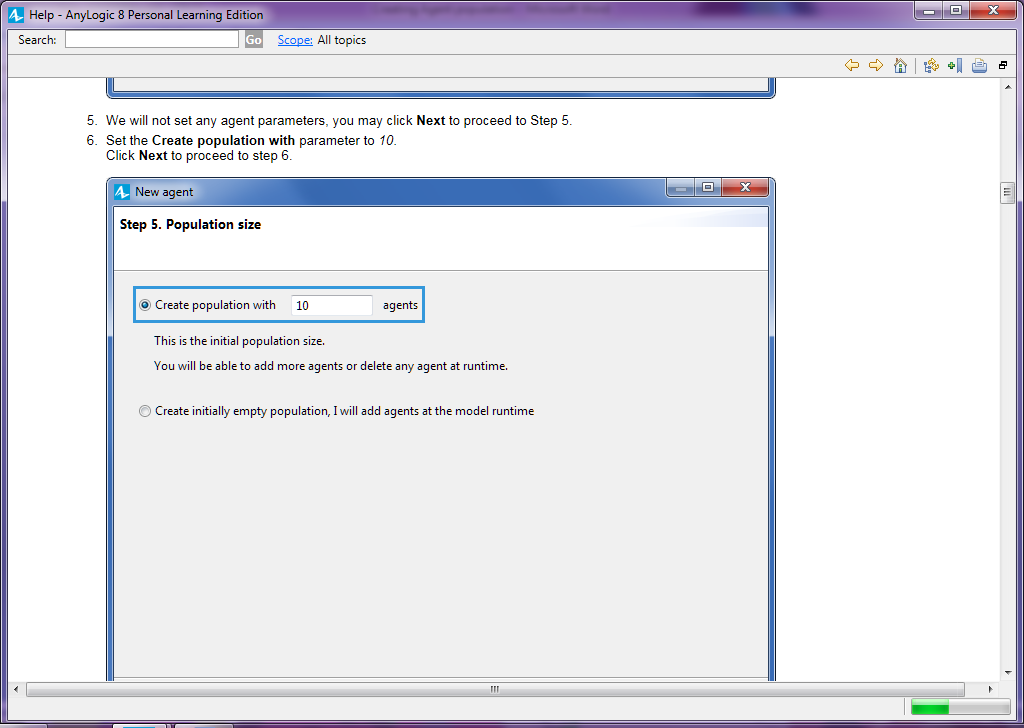 Help - AnyLogic 8 Personal Learning Edition
Search:
Go
Scope: All topics
5. We will not set any agent parameters, you may click Next to proceed to Step 5.
6. Set the Create population with parameter to 10.
Click Next to proceed to step 6.
New agent
Step 5. Population size
Create population with 10 agents
This is the initial population size.
You will be able to add more agents or delete any agent at runtime.
Create initially empty population, I will add agents at the model runtime